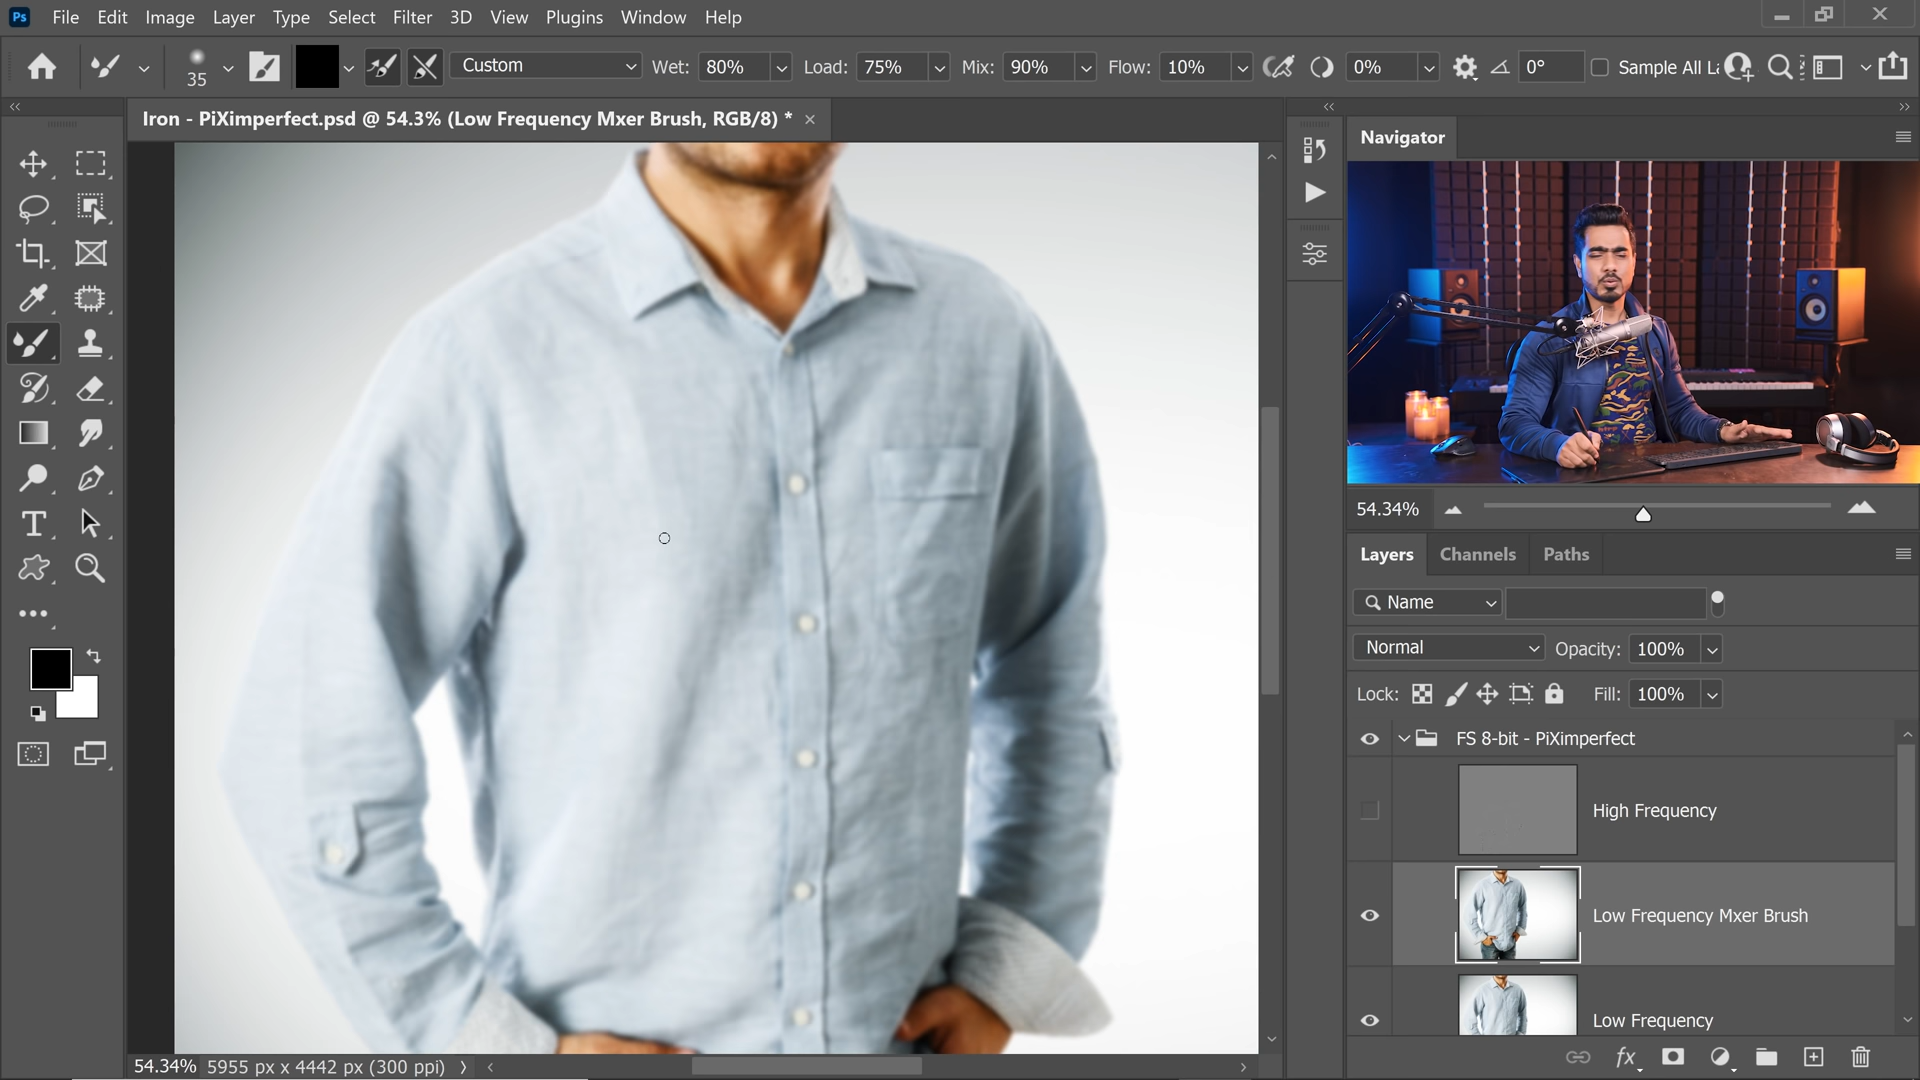 Ps File Edit Image Layer Type Select Filter 3D View Plugins Window Help
35 Custom Wet: 80% Load: 75% Mix: 90% Flow: 10% 0% 0° Sample All La
Iron - PiXimperfect.psd @ 54.3% (Low Frequency Mxer Brush, RGB/8) *
Navigator
54.34%
Layers Channels Paths
Name
Normal Opacity: 100%
Lock: Fill: 100%
FS 8-bit - PiXimperfect
High Frequency
Low Frequency Mxer Brush
Low Frequency
fx
54.34% 5955 px x 4442 px (300 ppi)